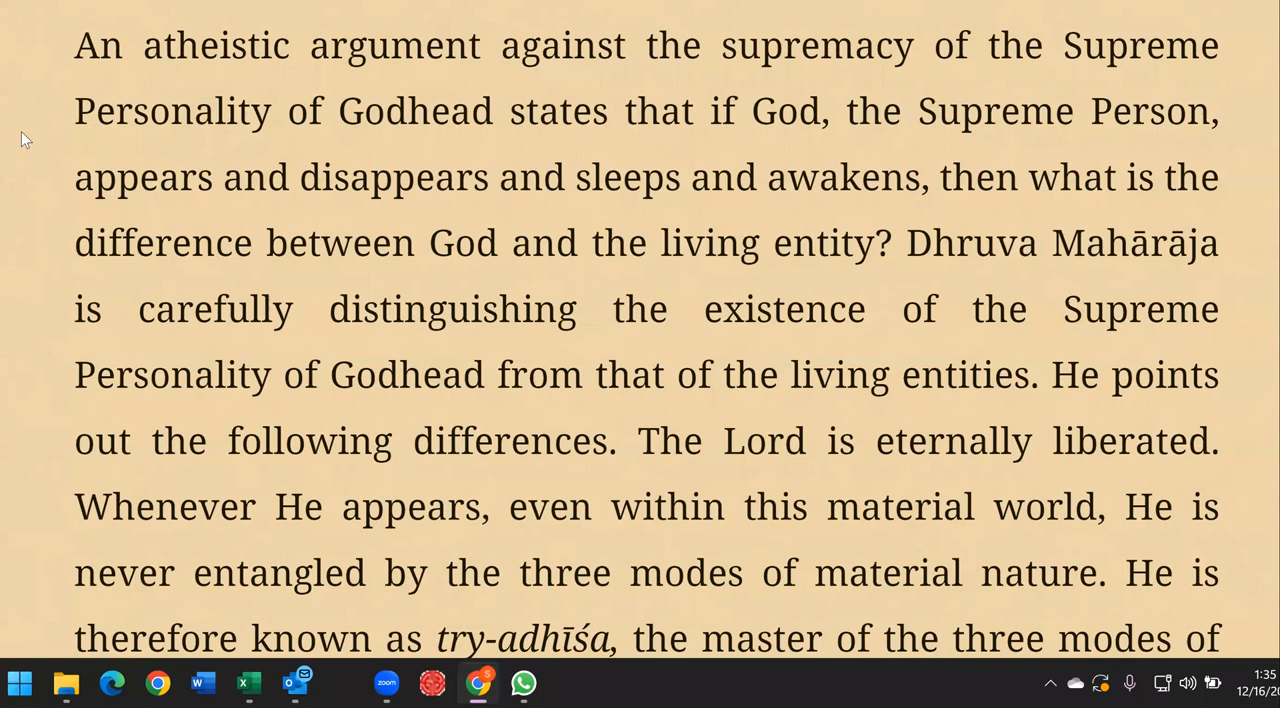 An atheistic argument against the supremacy of the Supreme
Personality of Godhead states that if God, the Supreme Person,
appears and disappears and sleeps and awakens, then what is the
difference between God and the living entity? Dhruva Mahārāja
is carefully distinguishing the existence of the Supreme
Personality of Godhead from that of the living entities. He points
out the following differences. The Lord is eternally liberated.
Whenever He appears, even within this material world, He is
never entangled by the three modes of material nature. He is
therefore known as try-adhīśa, the master of the three modes of
zoom
S
1:35
12/16/20